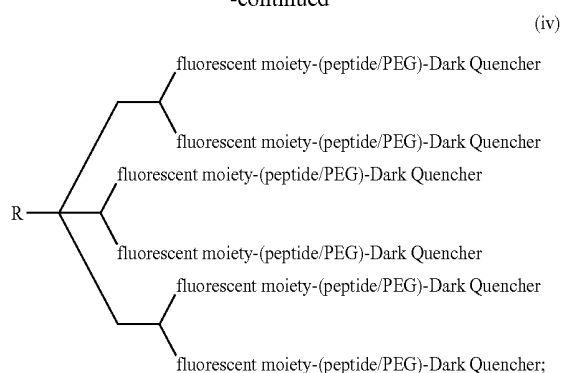 -continued
(iv)
fluorescent moiety-(peptide/PEG)-Dark Quencher
fluorescent moiety-(peptide/PEG)-Dark Quencher
fluorescent moiety-(peptide/PEG)-Dark Quencher
R
fluorescent moiety-(peptide/PEG)-Dark Quencher
fluorescent moiety-(peptide/PEG)-Dark Quencher
fluorescent moiety-(peptide/PEG)-Dark Quencher;